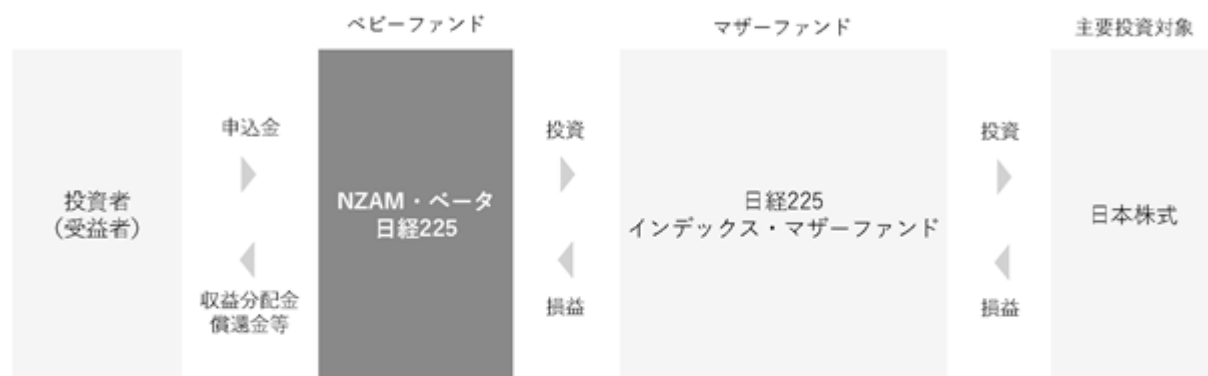 ベビーファンド
マザーファンド
主要投資対象
投資者
（受益者）
申込金
収益分配金
償還金等
NZAM・ベータ
日経225
投資
損益
日経225
インデックス・マザーファンド
投資
損益
日本株式